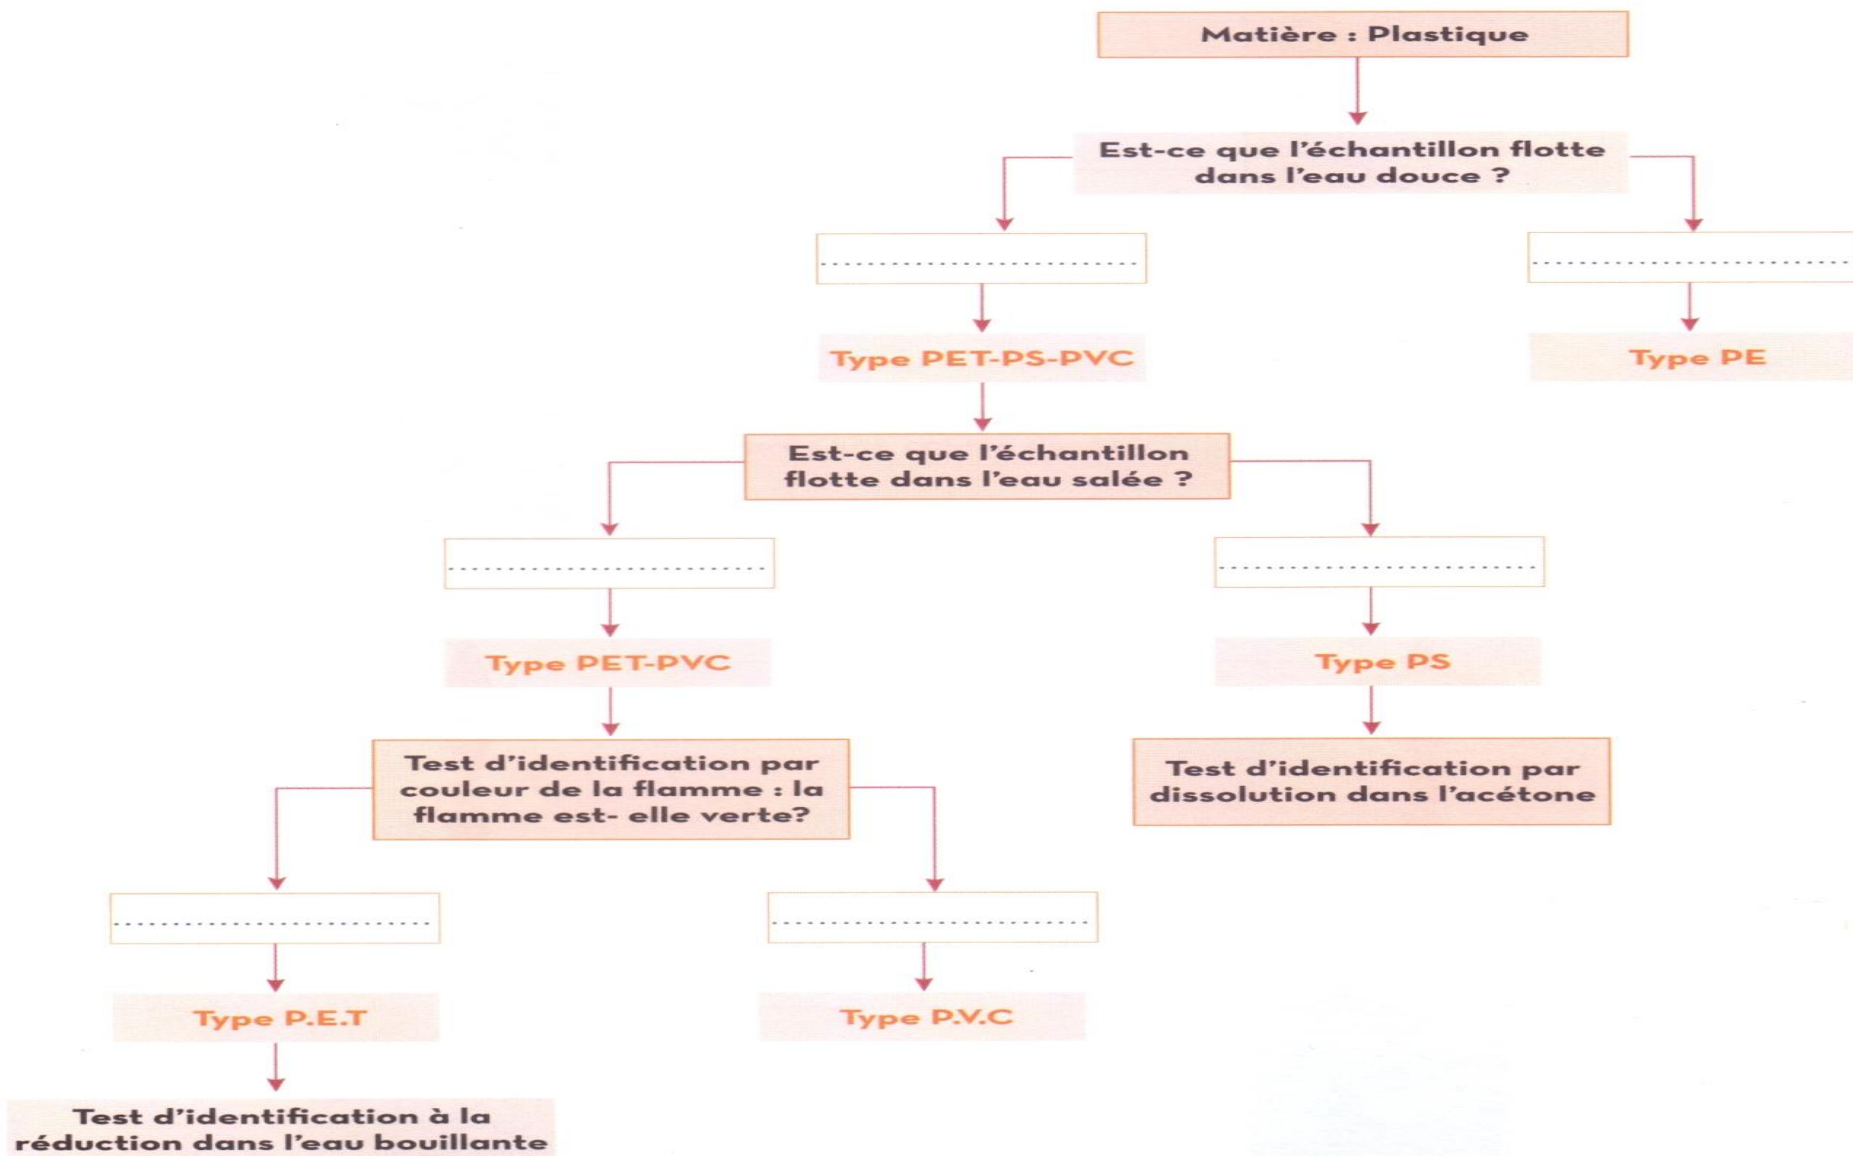 Matière : Plastique
Est-ce que l'échantillon flotte
dans l'eau douce ?
..............................
..............................
Type PET-PS-PVC
Type PE
Est-ce que l'échantillon
flotte dans l'eau salée ?
..............................
..............................
Type PET-PVC
Type PS
Test d'identification par
couleur de la flamme : la
flamme est- elle verte?
Test d'identification par
dissolution dans l'acétone
..............................
..............................
Type P.E.T
Type P.V.C
Test d'identification à la
réduction dans l'eau bouillante